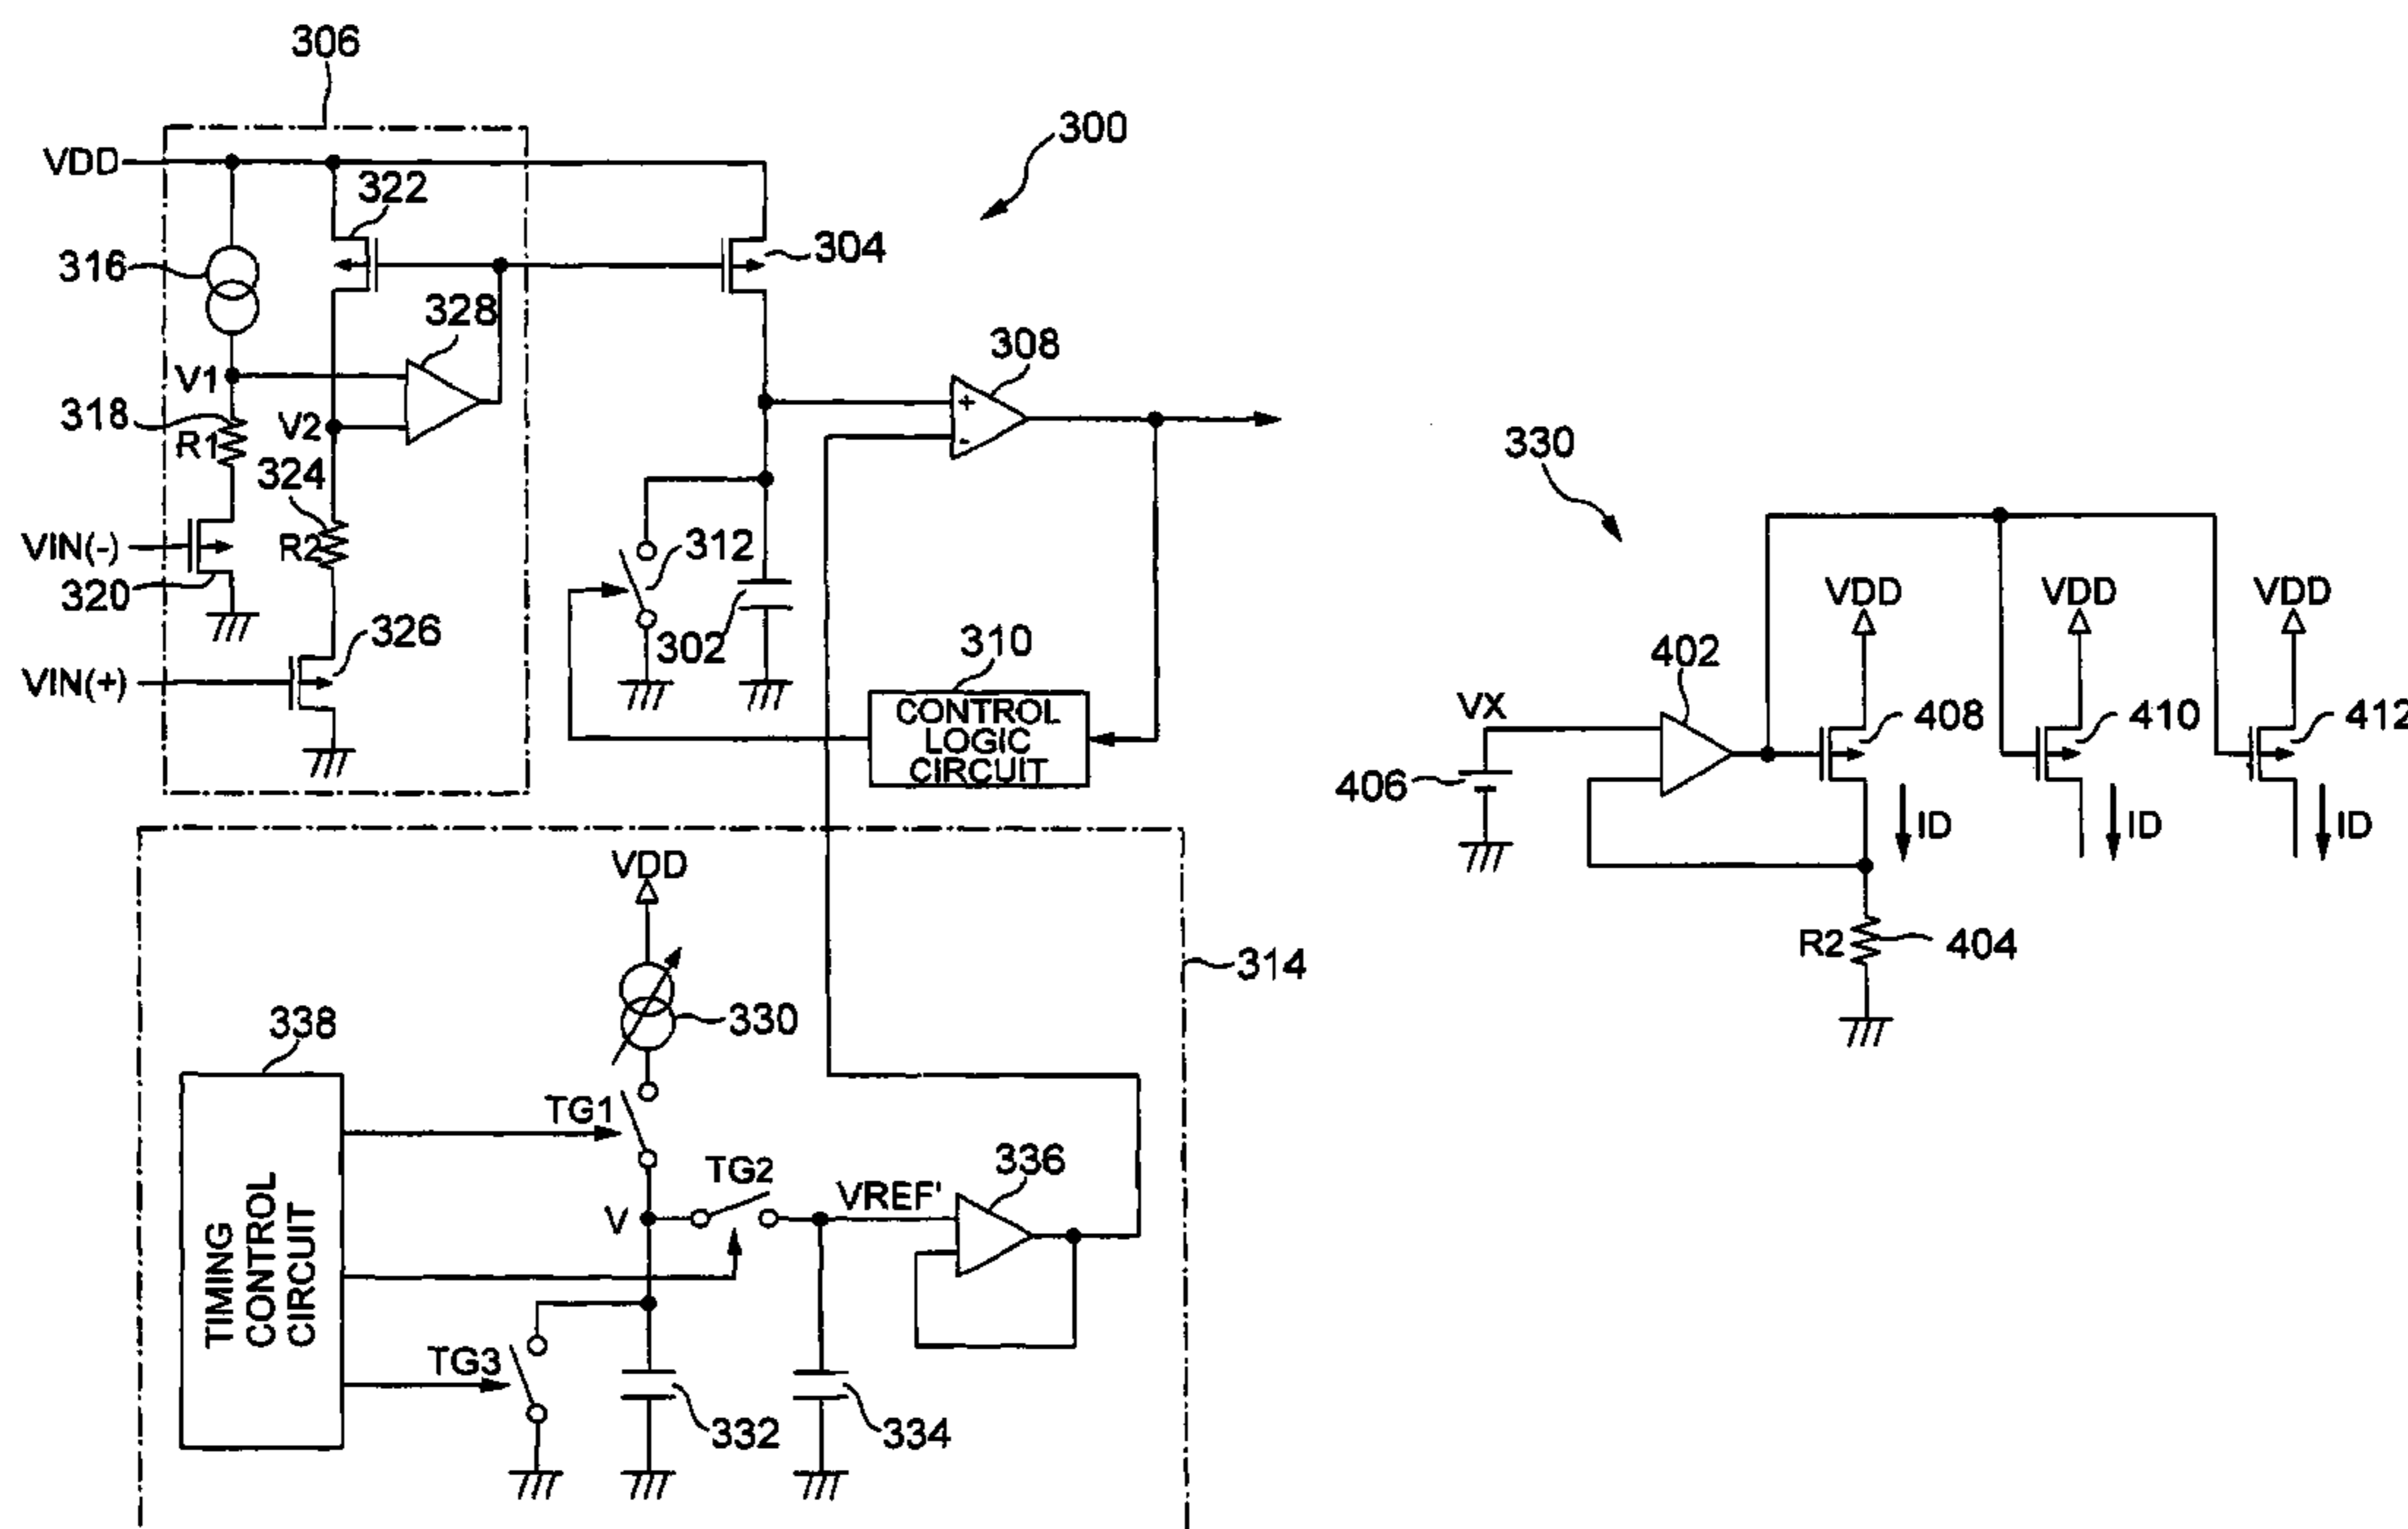 306
300
VDD
322
304
316
328
308
V1
318
V2
R1
330
324
312
VIN(-)
R2
VDD
VDD
VDD
320
326
302
310
402
VIN(+)
CONTROL
LOGIC
CIRCUIT
VX
408
410
412
406
ID
ID
ID
VDD
R2
404
314
338
330
TG1
TG2
336
VREF'
V
TIMING
CONTROL
CIRCUIT
TG3
332
334
+
-